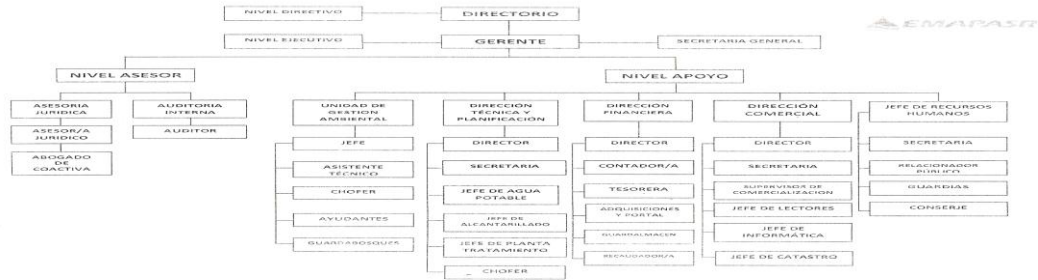 NIVEL DIRECTIVO
DIRECTORIO
EMAPASR
NIVEL EJECUTIVO
GERENTE
SECRETARIA GENERAL
NIVEL ASESOR
NIVEL APOYO
ASESORIA
JURIDICA
ASESOR/A
JURIDICO
ABOGADO
DE
COACTIVA
AUDITORIA
INTERNA
AUDITOR
UNIDAD DE
GESTION
AMBIENTAL
JEFE
ASISTENTE
TÉCNICO
CHOFER
AYUDANTES
GUARDABOSQUES
DIRECCIÓN
TÉCNICA Y
PLANIFICACIÓN
DIRECTOR
SECRETARIA
JEFE DE AGUA
POTABLE
JEFE DE
ALCANTARILLADO
JEFE DE PLANTA
TRATAMIENTO
CHOFER
DIRECCIÓN
FINANCIERA
DIRECTOR
CONTADOR/A
TESORERA
ADQUISICIONES
Y PORTAL
GUARDALMACEN
RECAUDADOR/A
DIRECCIÓN
COMERCIAL
DIRECTOR
SECRETARIA
SUPERVISOR DE
COMERCIALIZACION
JEFE DE LECTORES
JEFE DE
INFORMÁTICA
JEFE DE CATASTRO
JEFE DE RECURSOS
HUMANOS
SECRETARIA
RELACIONADOR
PÚBLICO
GUARDIAS
CONSERJE